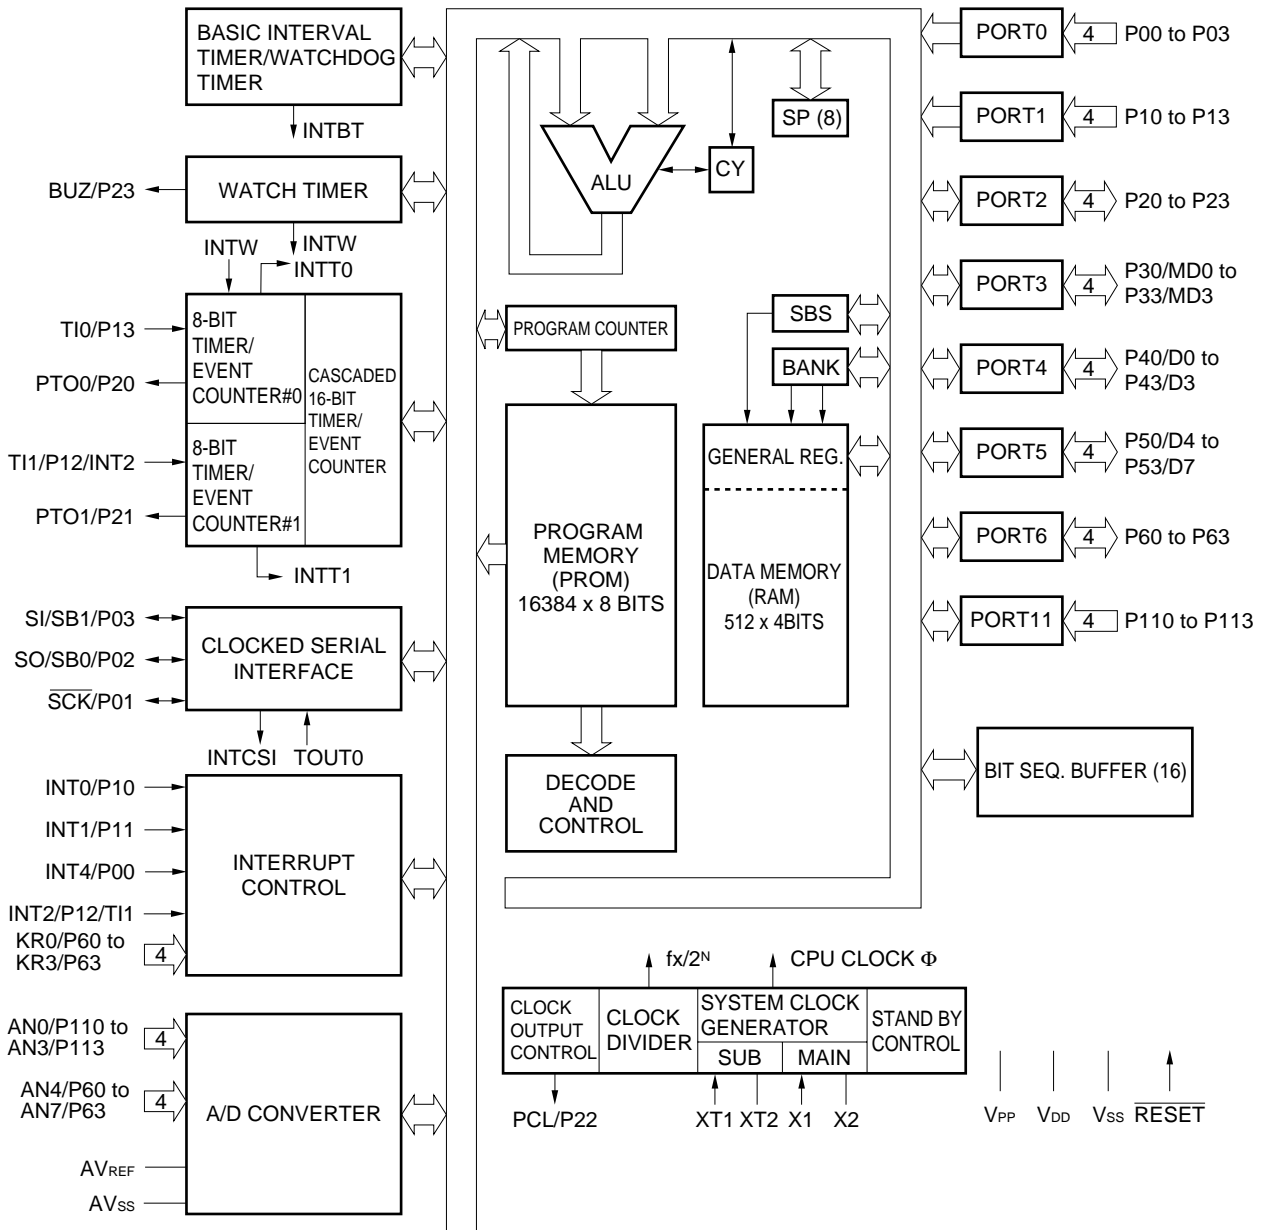 BASIC INTERVAL
TIMER/WATCHDOG
TIMER
INTBT
BUZ/P23
WATCH TIMER
INTW
INTW
INTT0
TI0/P13
PTO0/P20
8-BIT
TIMER/
EVENT
COUNTER#0
TI1/P12/INT2
PTO1/P21
8-BIT
TIMER/
EVENT
COUNTER#1
CASCADED
16-BIT
TIMER/
EVENT
COUNTER
INTT1
SI/SB1/P03
SO/SB0/P02
SCK/P01
CLOCKED SERIAL
INTERFACE
INTCSI
TOUT0
INT0/P10
INT1/P11
INT4/P00
INT2/P12/TI1
KR0/P60 to
KR3/P63
4
INTERRUPT
CONTROL
AN0/P110 to
AN3/P113
4
AN4/P60 to
AN7/P63
4
AVREF
AVSS
A/D CONVERTER
ALU
CY
SP (8)
PROGRAM COUNTER
PROGRAM
MEMORY
(PROM)
16384 x 8 BITS
DECODE
AND
CONTROL
SBS
BANK
GENERAL REG.
DATA MEMORY
(RAM)
512 x 4BITS
fx/2N
CPU CLOCK Φ
CLOCK
OUTPUT
CONTROL
CLOCK
DIVIDER
SYSTEM CLOCK
GENERATOR
SUB
MAIN
STAND BY
CONTROL
PCL/P22
XT1
XT2
X1
X2
PORT0
4
P00 to P03
PORT1
4
P10 to P13
PORT2
4
P20 to P23
PORT3
4
P30/MD0 to
P33/MD3
PORT4
4
P40/D0 to
P43/D3
PORT5
4
P50/D4 to
P53/D7
PORT6
4
P60 to P63
PORT11
4
P110 to P113
BIT SEQ. BUFFER (16)
VPP
VDD
VSS
RESET